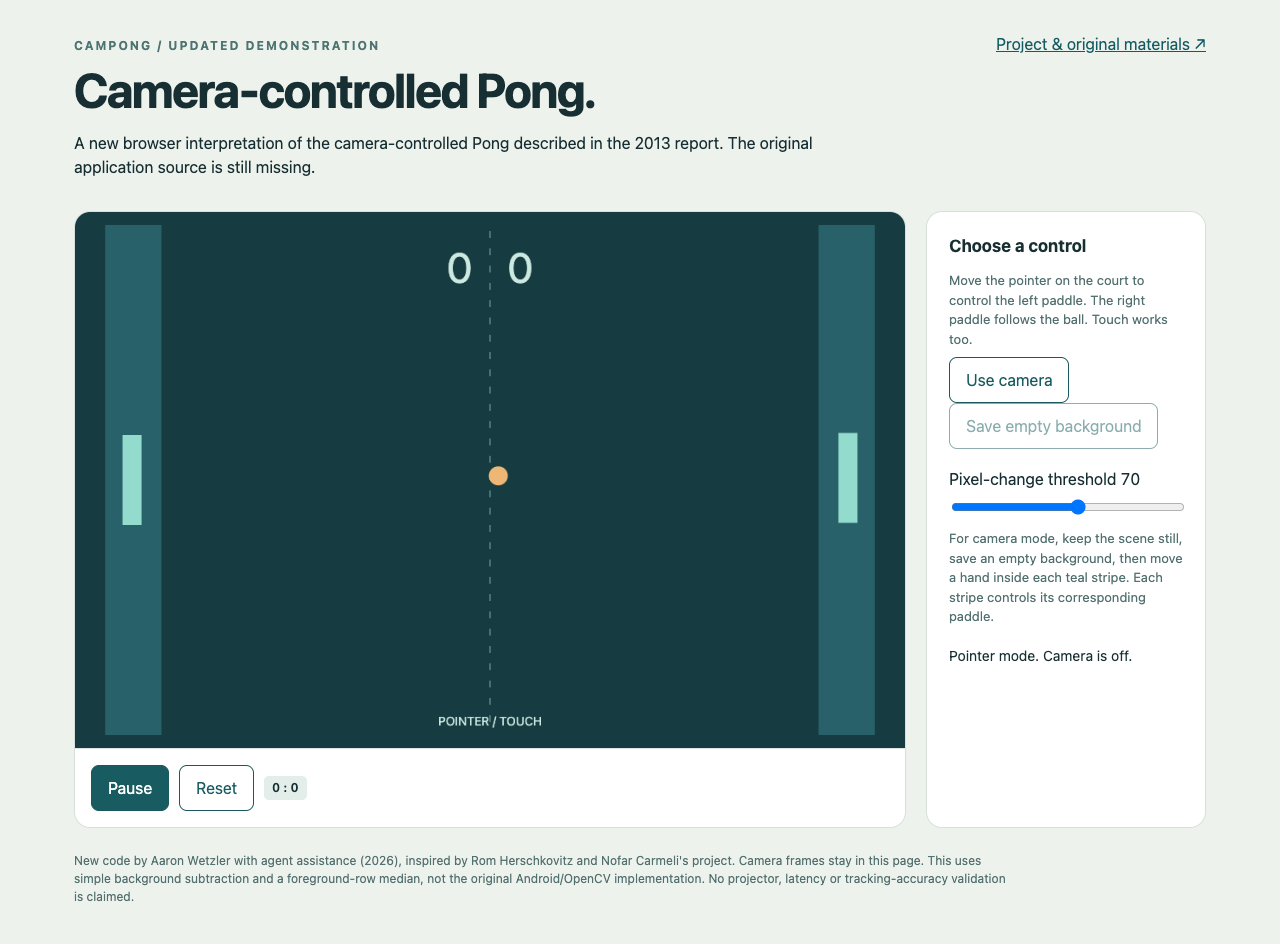 CAMPONG / UPDATED DEMONSTRATION
Project & original materials ↗
Camera-controlled Pong.
A new browser interpretation of the camera-controlled Pong described in the 2013 report. The original
application source is still missing.
0 0
POINTER / TOUCH
Pause
Reset
0 : 0
Choose a control
Move the pointer on the court to
control the left paddle. The right
paddle follows the ball. Touch works
too.
Use camera
Save empty background
Pixel-change threshold 70
For camera mode, keep the scene still,
save an empty background, then move
a hand inside each teal stripe. Each
stripe controls its corresponding
paddle.
Pointer mode. Camera is off.
New code by Aaron Wetzler with agent assistance (2026), inspired by Rom Herschkovitz and Nofar Carmeli's project. Camera frames stay in this page. This uses
simple background subtraction and a foreground-row median, not the original Android/OpenCV implementation. No projector, latency or tracking-accuracy validation
is claimed.